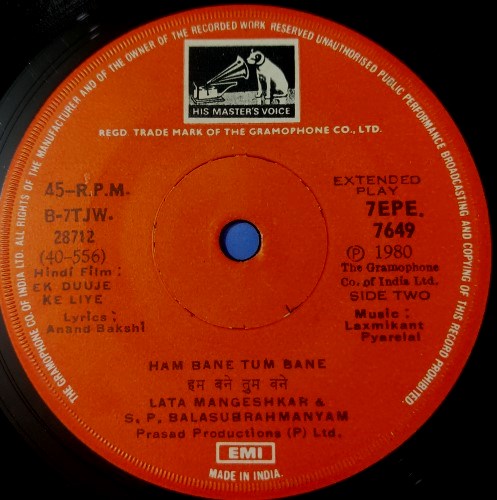 THE GRAMOPHONE CO. OF INDIA LTD. ALL RIGHTS OF THE MANUFACTURER AND OF THE OWNER OF THE RECORDED WORK RESERVED UNAUTHORISED PUBLIC PERFORMANCE BROADCASTING AND COPYING OF THIS RECORD PROHIBITED.
HIS MASTER'S VOICE
REGD. TRADE MARK OF THE GRAMOPHONE CO., LTD.
45-R.P.M.
B-7TJW.
28712
(40-556)
Hindi Film :
EK DUUJE
KE LIYE
Lyrics :
Anand Bakshi
EXTENDED
PLAY
7EPE.
7649
Ⓟ 1980
The Gramophone
Co. of India Ltd.
SIDE TWO
Music :
Laxmikant
Pyarelal
HAM BANE TUM BANE
हम बने तुम बने
LATA MANGESHKAR &
S. P. BALASUBRAHMANYAM
Prasad Productions (P) Ltd.
EMI
MADE IN INDIA.